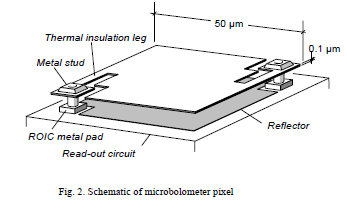 50 µm
Thermal insulation leg
Metal stud
0.1 µm
Reflector
ROIC metal pad
Read-out circuit
Fig. 2. Schematic of microbolometer pixel